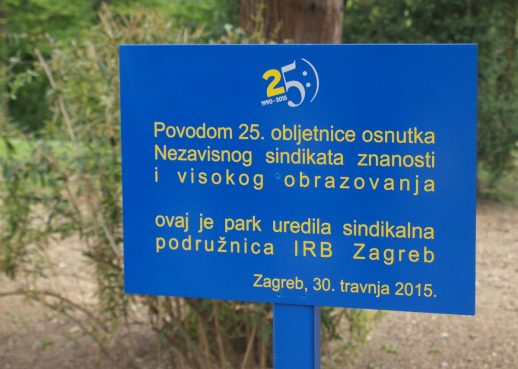 25
1990-2015
Povodom 25. obljetnice osnutka
Nezavisnog sindikata znanosti
i visokog obrazovanja
ovaj je park uredila sindikalna
podružnica IRB Zagreb
Zagreb, 30. travnja 2015.